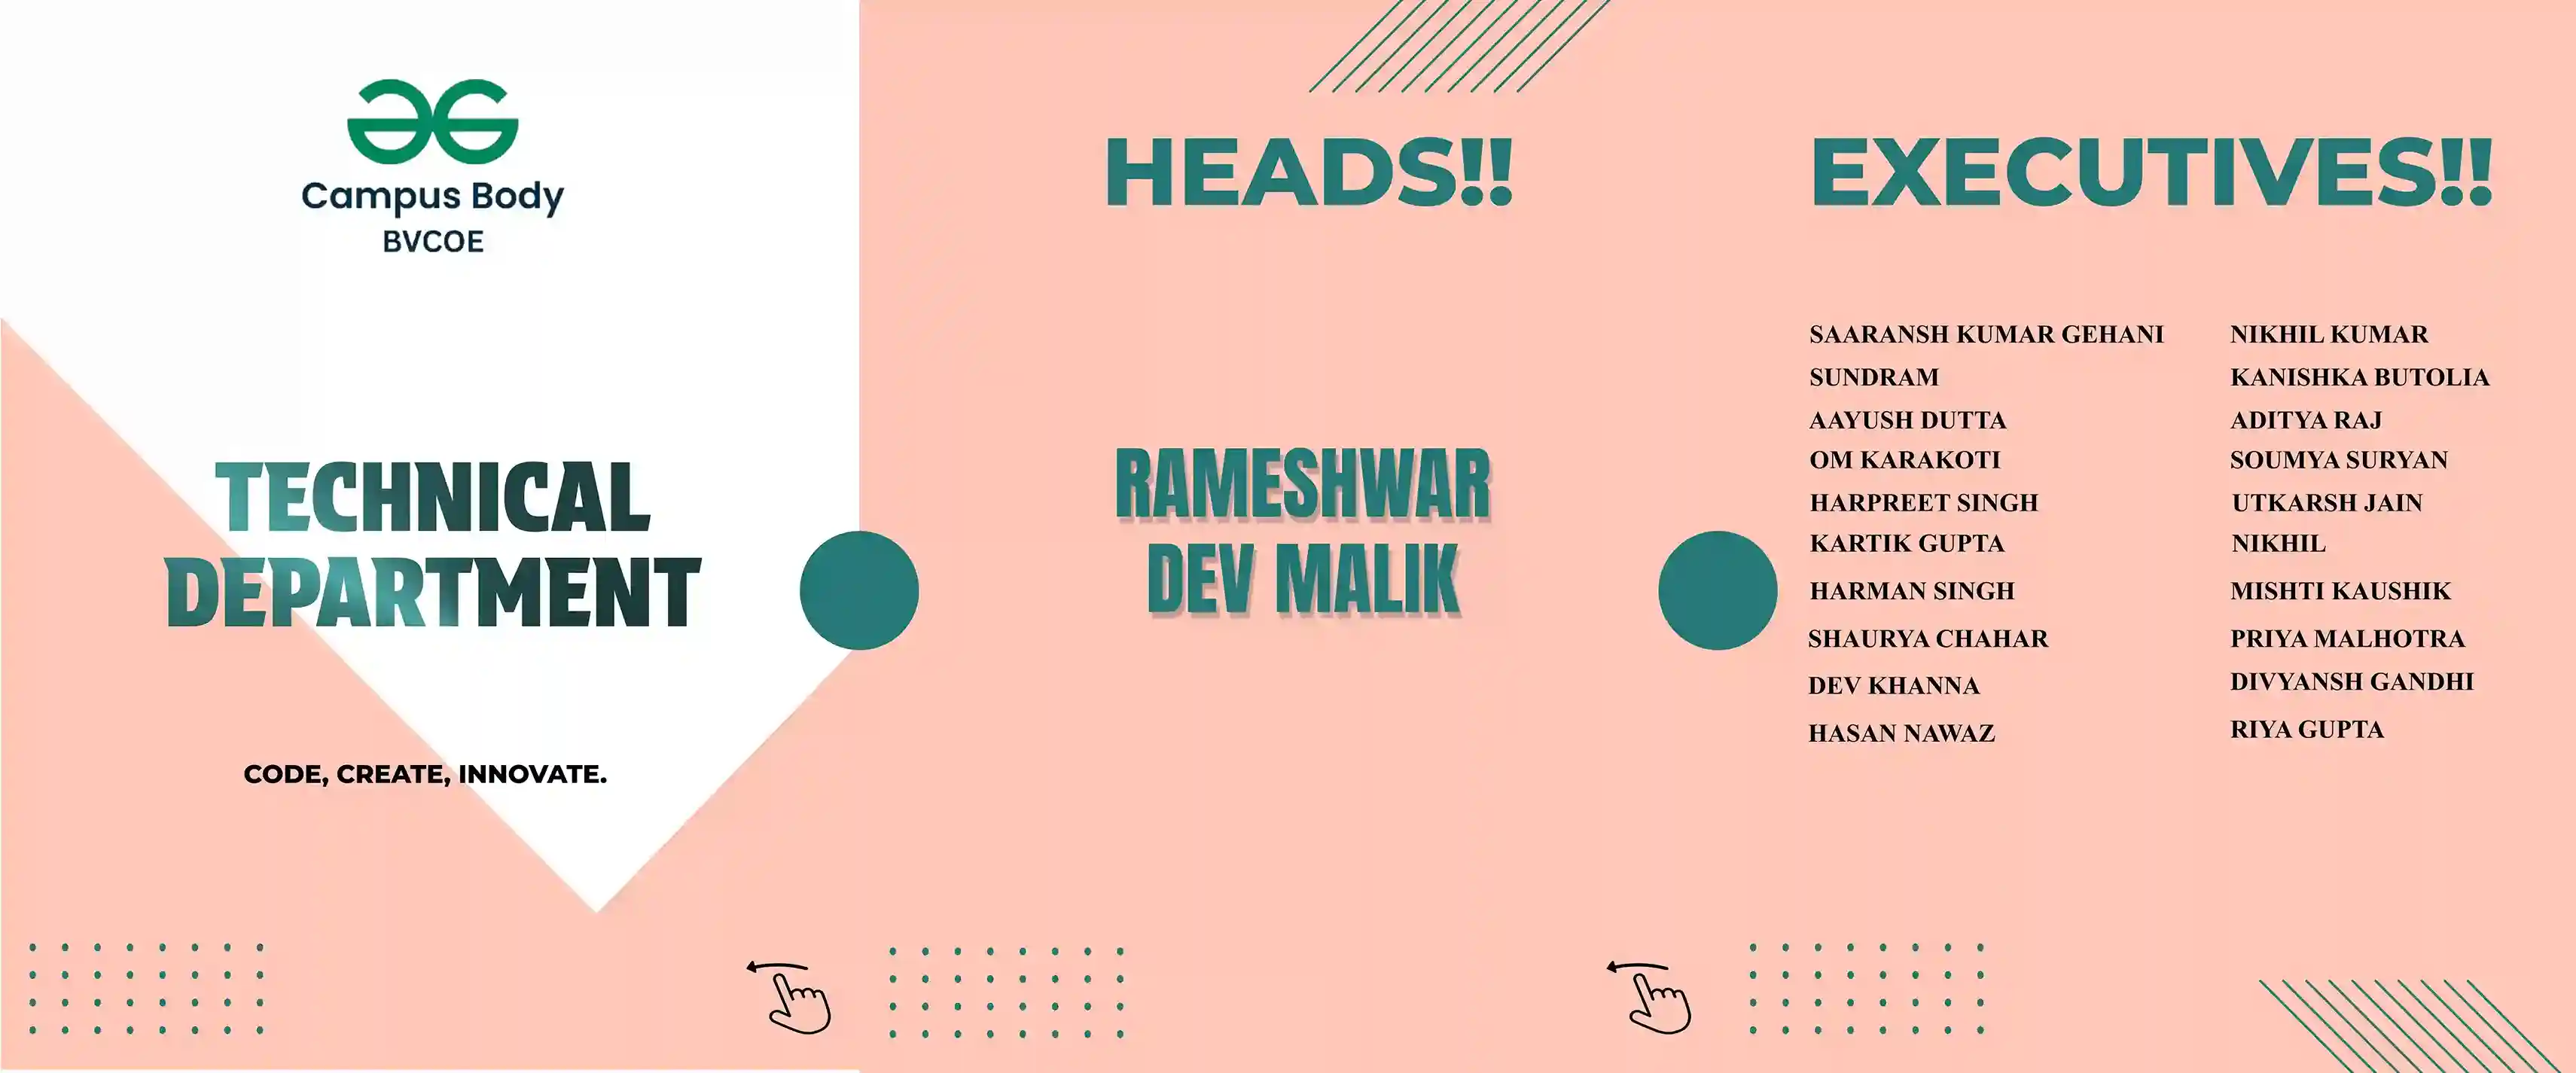 Campus Body
BVCOE
TECHNICAL
DEPARTMENT
CODE, CREATE, INNOVATE.
HEADS!!
RAMESHWAR
DEV MALIK
EXECUTIVES!!
SAARANSH KUMAR GEHANI
SUNDRAM
AAYUSH DUTTA
OM KARAKOTI
HARPREET SINGH
KARTIK GUPTA
HARMAN SINGH
SHAURYA CHAHAR
DEV KHANNA
HASAN NAWAZ
NIKHIL KUMAR
KANISHKA BUTOLIA
ADITYA RAJ
SOUMYA SURYAN
UTKARSH JAIN
NIKHIL
MISHTI KAUSHIK
PRIYA MALHOTRA
DIVYANSH GANDHI
RIYA GUPTA